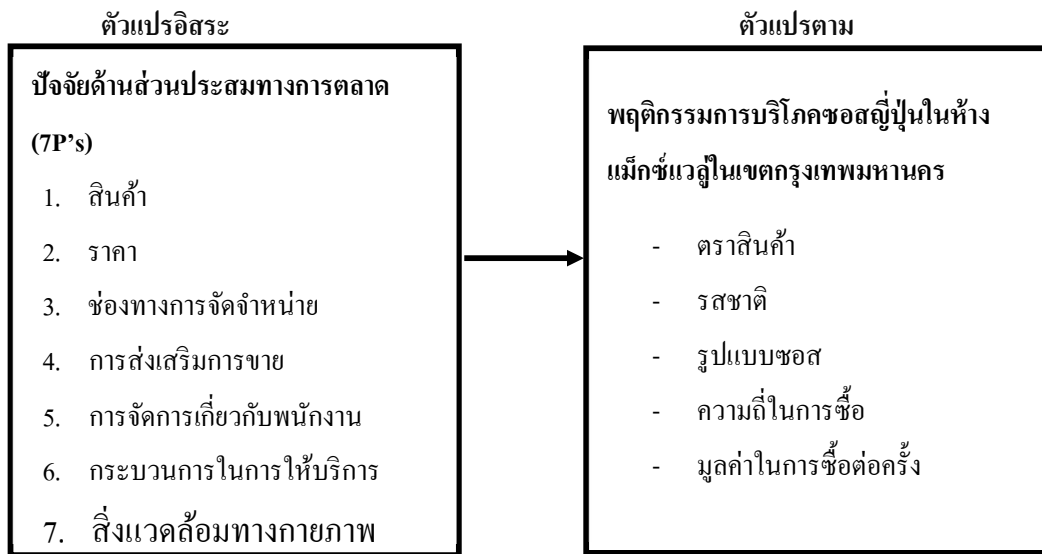 ตัวแปรอิสระ
ปัจจัยด้านส่วนประสมทางการตลาด
(7P’s)
1. สินค้า
2. ราคา
3. ช่องทางการจัดจำหน่าย
4. การส่งเสริมการขาย
5. การจัดการเกี่ยวกับพนักงาน
6. กระบวนการในการให้บริการ
7. สิ่งแวดล้อมทางกายภาพ
ตัวแปรตาม
พฤติกรรมการบริโภคซอสญี่ปุ่นในห้าง
แม็กซ์แวลู่ในเขตกรุงเทพมหานคร
- ตราสินค้า
- รสชาติ
- รูปแบบซอส
- ความถี่ในการซื้อ
- มูลค่าในการซื้อต่อครั้ง